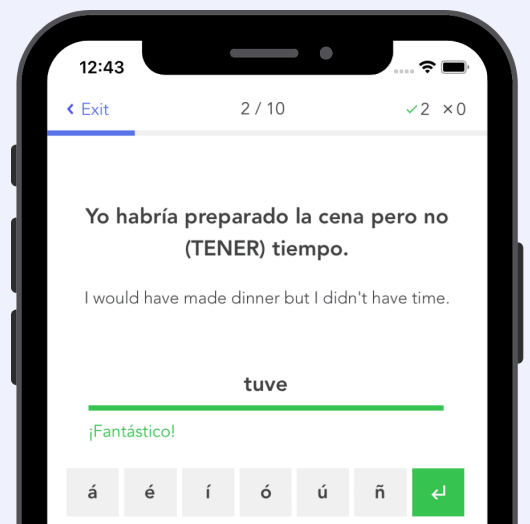 12:43
Exit 2 / 10 ✓2 ×0
Yo habría preparado la cena pero no
(TENER) tiempo.
I would have made dinner but I didn't have time.
tuve
¡Fantástico!
á é í ó ú ñ